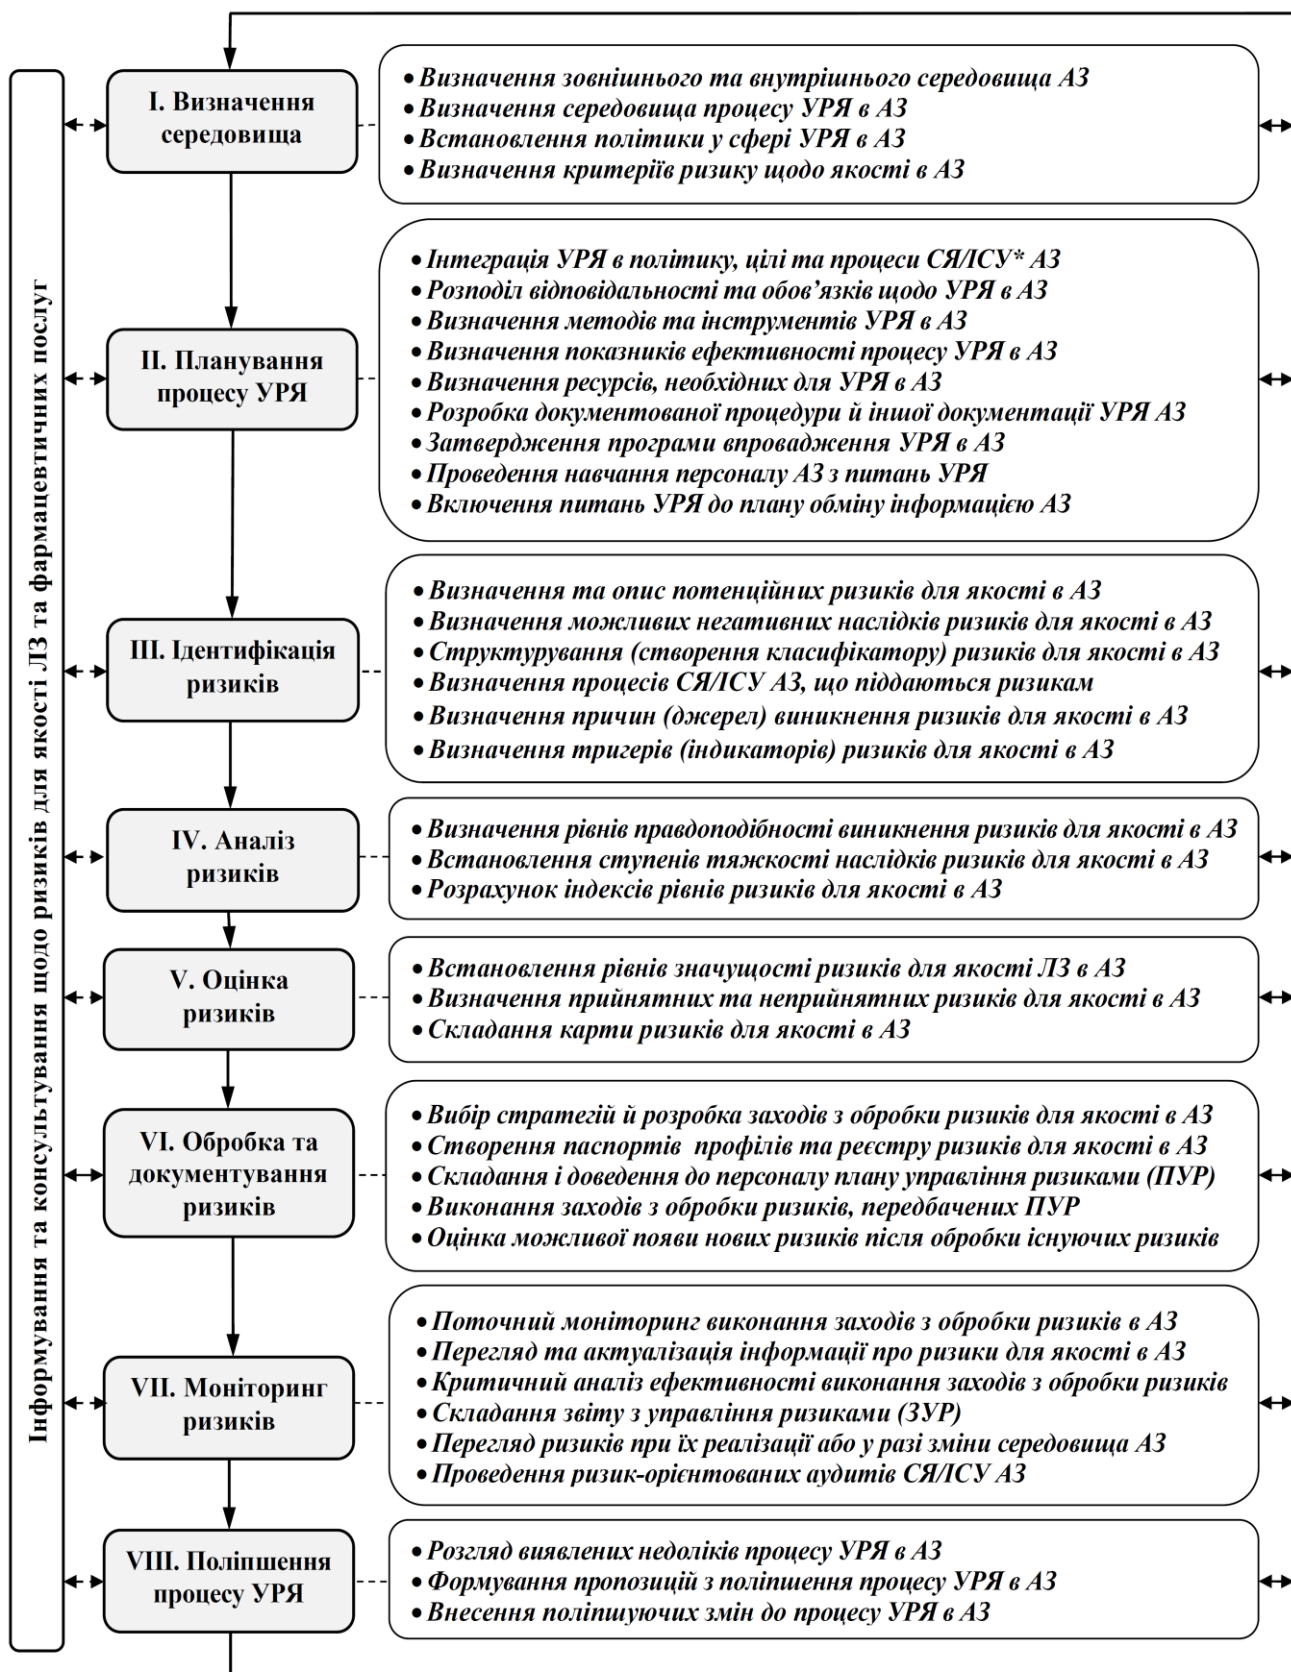 Інформування та консультування щодо ризиків для якості ЛЗ та фармацевтичних послуг
І. Визначення
середовища
• Визначення зовнішнього та внутрішнього середовища АЗ
• Визначення середовища процесу УРЯ в АЗ
• Встановлення політики у сфері УРЯ в АЗ
• Визначення критеріїв ризику щодо якості в АЗ
ІІ. Планування
процесу УРЯ
• Інтеграція УРЯ в політику, цілі та процеси СЯ/ІСУ* АЗ
• Розподіл відповідальності та обов’язків щодо УРЯ в АЗ
• Визначення методів та інструментів УРЯ в АЗ
• Визначення показників ефективності процесу УРЯ в АЗ
• Визначення ресурсів, необхідних для УРЯ в АЗ
• Розробка документованої процедури й іншої документації УРЯ АЗ
• Затвердження програми впровадження УРЯ в АЗ
• Проведення навчання персоналу АЗ з питань УРЯ
• Включення питань УРЯ до плану обміну інформацією АЗ
ІІІ. Ідентифікація
ризиків
• Визначення та опис потенційних ризиків для якості в АЗ
• Визначення можливих негативних наслідків ризиків для якості в АЗ
• Структурування (створення класифікатору) ризиків для якості в АЗ
• Визначення процесів СЯ/ІСУ АЗ, що піддаються ризикам
• Визначення причин (джерел) виникнення ризиків для якості в АЗ
• Визначення тригерів (індикаторів) ризиків для якості в АЗ
IV. Аналіз
ризиків
• Визначення рівнів правдоподібності виникнення ризиків для якості в АЗ
• Встановлення ступенів тяжкості наслідків ризиків для якості в АЗ
• Розрахунок індексів рівнів ризиків для якості в АЗ
V. Оцінка
ризиків
• Встановлення рівнів значущості ризиків для якості ЛЗ в АЗ
• Визначення прийнятних та неприйнятних ризиків для якості в АЗ
• Складання карти ризиків для якості в АЗ
VI. Обробка та
документування
ризиків
• Вибір стратегій й розробка заходів з обробки ризиків для якості в АЗ
• Створення паспортів профілів та реєстру ризиків для якості в АЗ
• Складання і доведення до персоналу плану управління ризиками (ПУР)
• Виконання заходів з обробки ризиків, передбачених ПУР
• Оцінка можливої появи нових ризиків після обробки існуючих ризиків
VII. Моніторинг
ризиків
• Поточний моніторинг виконання заходів з обробки ризиків в АЗ
• Перегляд та актуалізація інформації про ризики для якості в АЗ
• Критичний аналіз ефективності виконання заходів з обробки ризиків
• Складання звіту з управління ризиками (ЗУР)
• Перегляд ризиків при їх реалізації або у разі зміни середовища АЗ
• Проведення ризик-орієнтованих аудитів СЯ/ІСУ АЗ
VIII. Поліпшення
процесу УРЯ
• Розгляд виявлених недоліків процесу УРЯ в АЗ
• Формування пропозицій з поліпшення процесу УРЯ в АЗ
• Внесення поліпшуючих змін до процесу УРЯ в АЗ